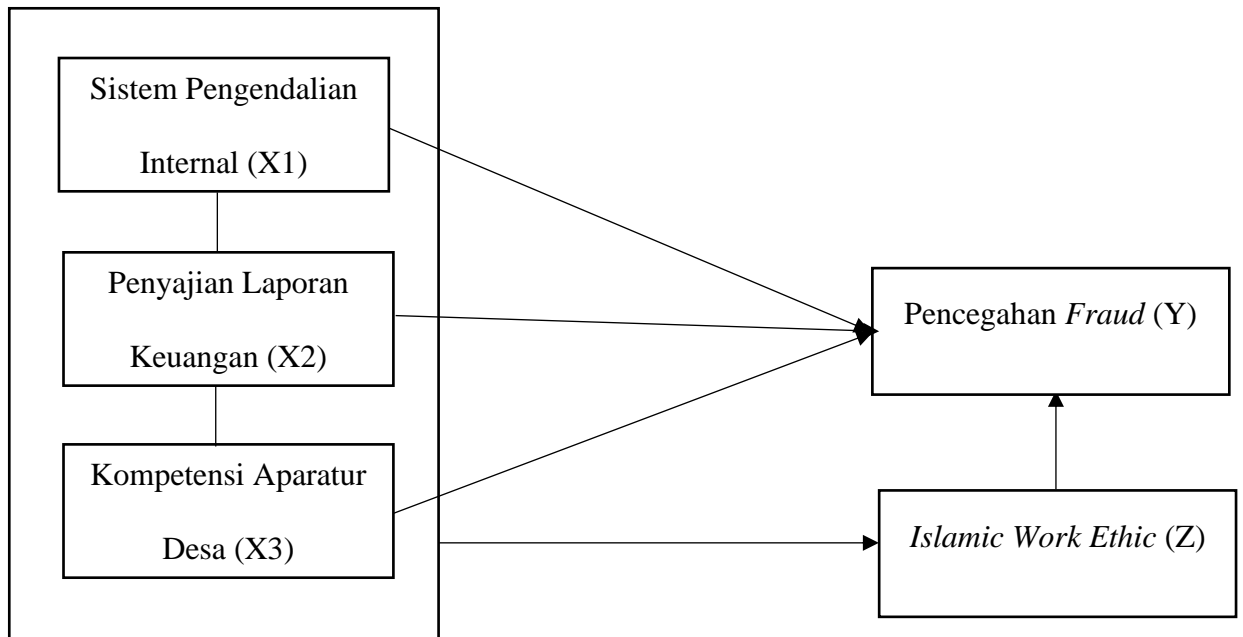 Sistem Pengendalian
Internal (X1)
Penyajian Laporan
Keuangan (X2)
Kompetensi Aparatur
Desa (X3)
Pencegahan Fraud (Y)
Islamic Work Ethic (Z)